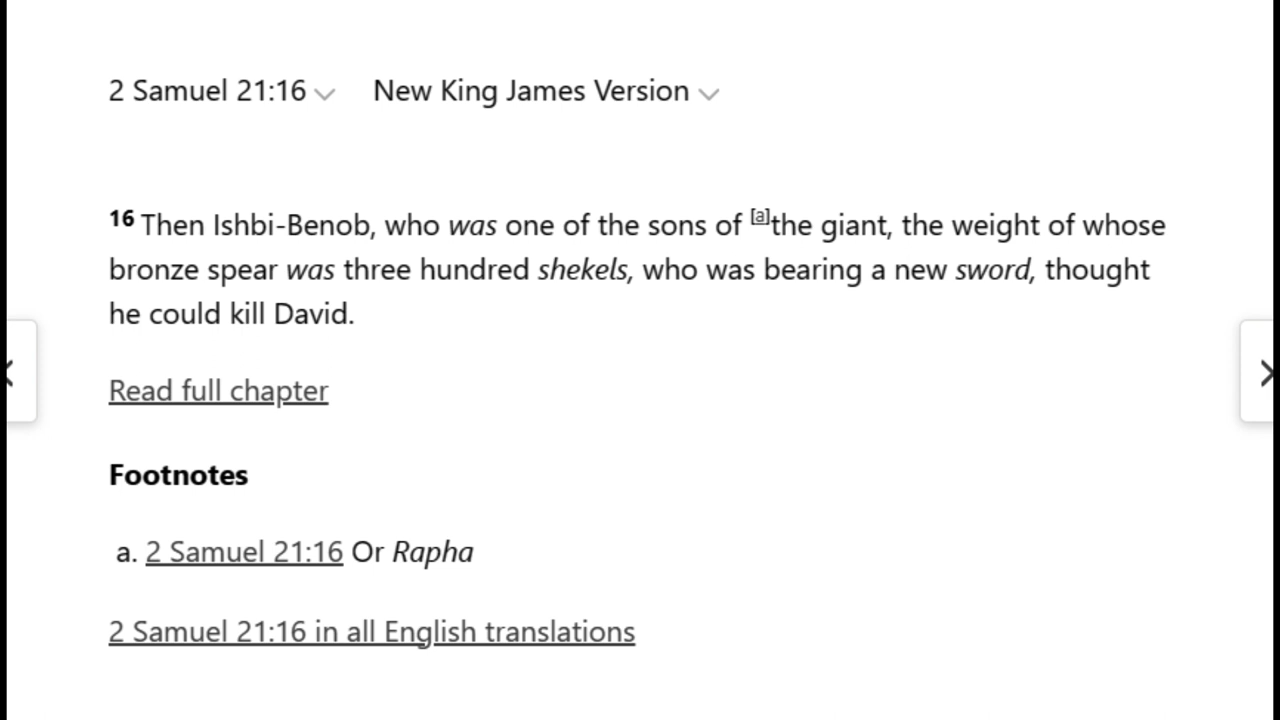 2 Samuel 21:16 New King James Version
16 Then Ishbi-Benob, who was one of the sons of [a]the giant, the weight of whose
bronze spear was three hundred shekels, who was bearing a new sword, thought
he could kill David.
Read full chapter
Footnotes
a. 2 Samuel 21:16 Or Rapha
2 Samuel 21:16 in all English translations